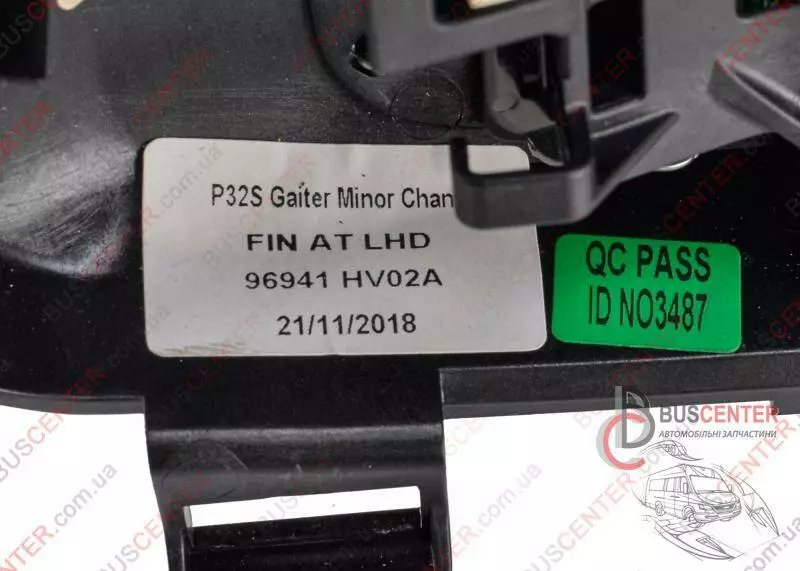 P32S Gaiter Minor Chan
FIN AT LHD
96941 HV02A
21/11/2018
QC PASS
ID NO3487
BUSCENTER
АВТОМОБІЛЬНІ ЗАПЧАСТИНИ
BUSCENTER.com.ua